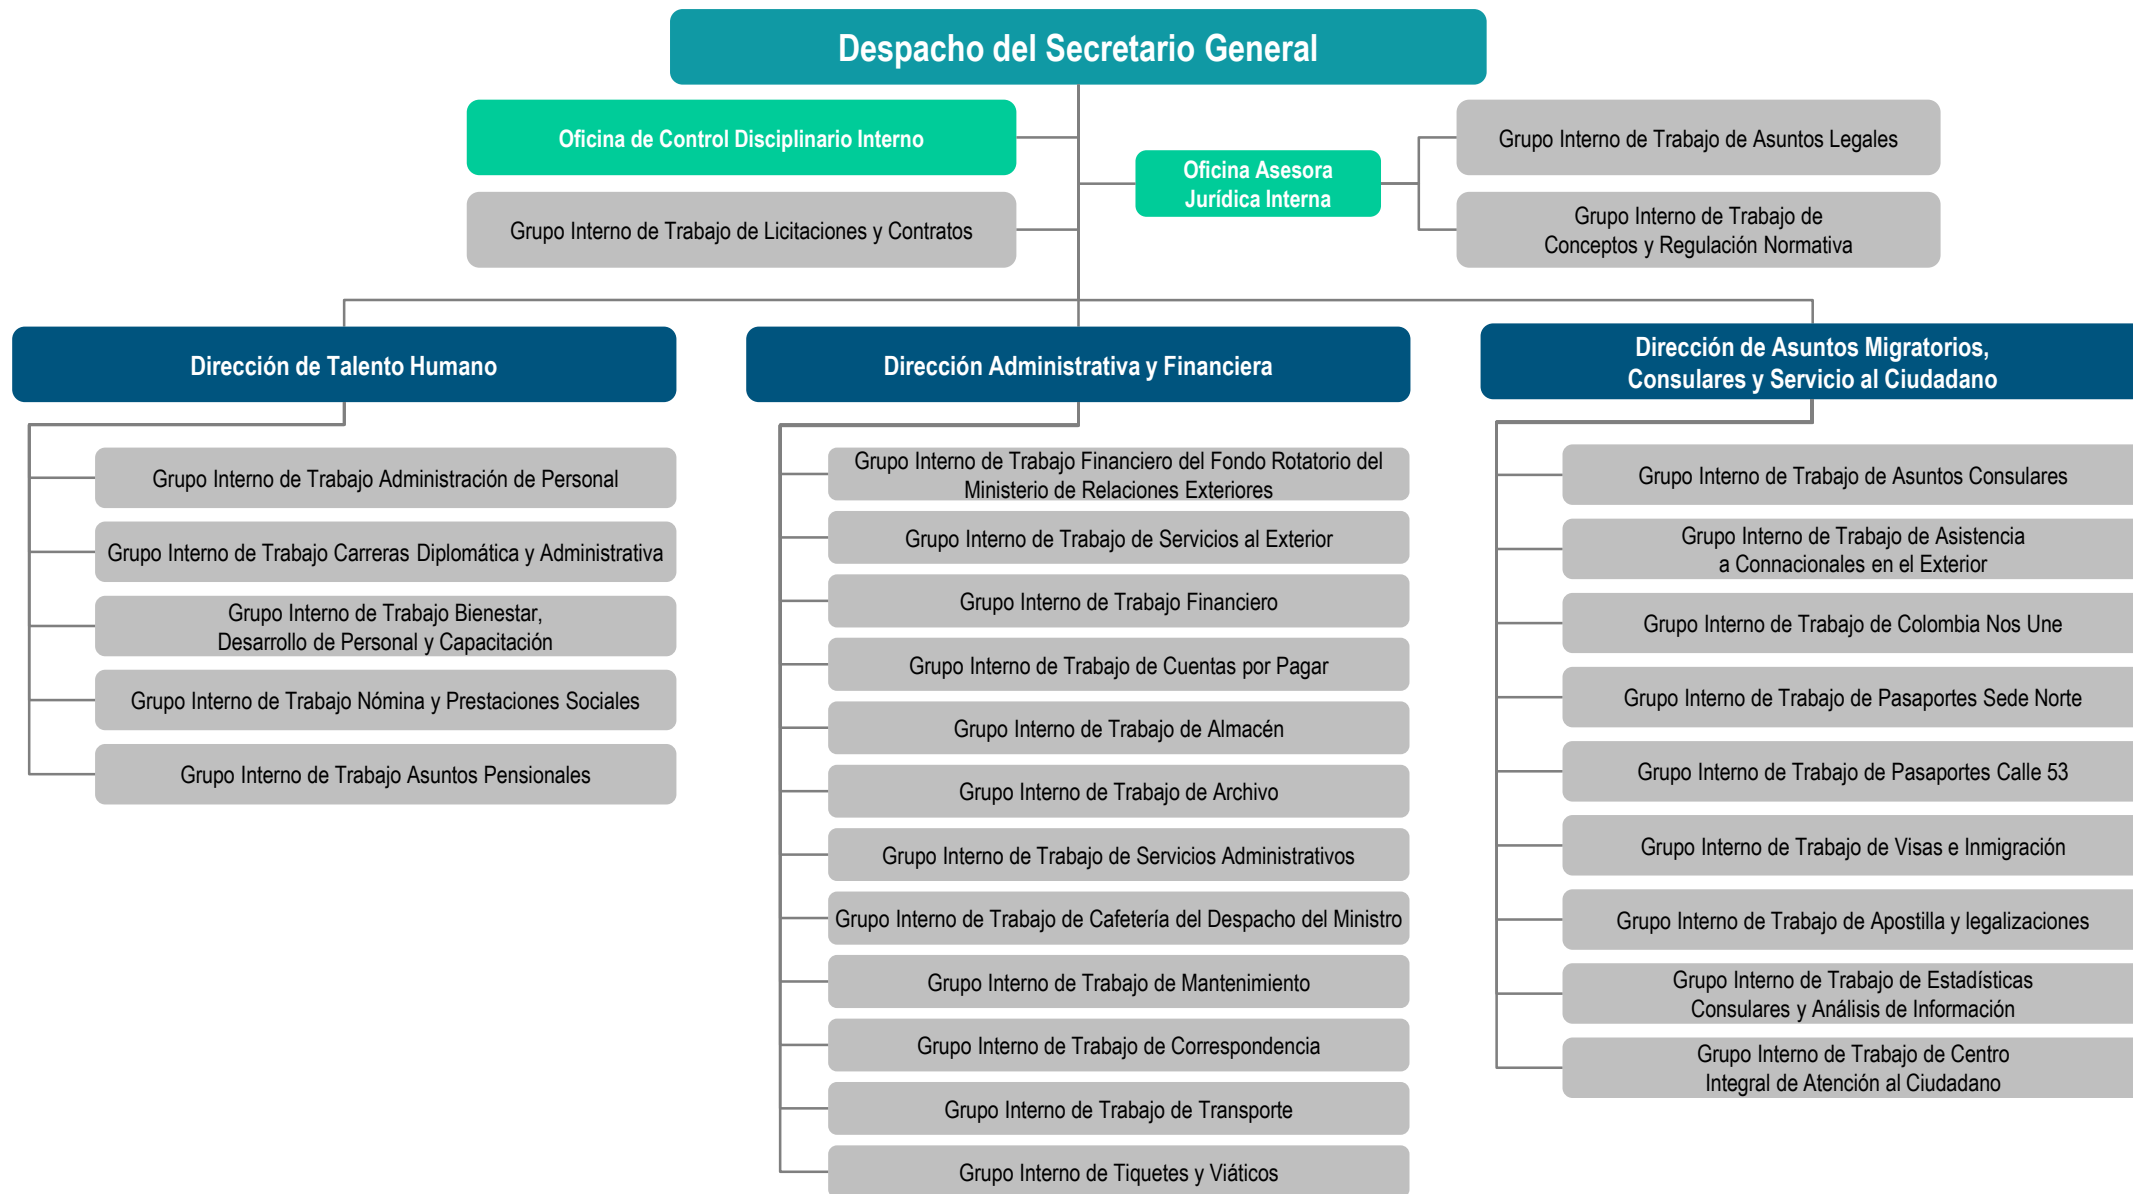 Despacho del Secretario General
Oficina de Control Disciplinario Interno
Grupo Interno de Trabajo de Licitaciones y Contratos
Oficina Asesora
Jurídica Interna
Grupo Interno de Trabajo de Asuntos Legales
Grupo Interno de Trabajo de
Conceptos y Regulación Normativa
Dirección de Talento Humano
Grupo Interno de Trabajo Administración de Personal
Grupo Interno de Trabajo Carreras Diplomática y Administrativa
Grupo Interno de Trabajo Bienestar,
Desarrollo de Personal y Capacitación
Grupo Interno de Trabajo Nómina y Prestaciones Sociales
Grupo Interno de Trabajo Asuntos Pensionales
Dirección Administrativa y Financiera
Grupo Interno de Trabajo Financiero del Fondo Rotatorio del
Ministerio de Relaciones Exteriores
Grupo Interno de Trabajo de Servicios al Exterior
Grupo Interno de Trabajo Financiero
Grupo Interno de Trabajo de Cuentas por Pagar
Grupo Interno de Trabajo de Almacén
Grupo Interno de Trabajo de Archivo
Grupo Interno de Trabajo de Servicios Administrativos
Grupo Interno de Trabajo de Cafetería del Despacho del Ministro
Grupo Interno de Trabajo de Mantenimiento
Grupo Interno de Trabajo de Correspondencia
Grupo Interno de Trabajo de Transporte
Grupo Interno de Tiquetes y Viáticos
Dirección de Asuntos Migratorios,
Consulares y Servicio al Ciudadano
Grupo Interno de Trabajo de Asuntos Consulares
Grupo Interno de Trabajo de Asistencia
a Connacionales en el Exterior
Grupo Interno de Trabajo de Colombia Nos Une
Grupo Interno de Trabajo de Pasaportes Sede Norte
Grupo Interno de Trabajo de Pasaportes Calle 53
Grupo Interno de Trabajo de Visas e Inmigración
Grupo Interno de Trabajo de Apostilla y legalizaciones
Grupo Interno de Trabajo de Estadísticas
Consulares y Análisis de Información
Grupo Interno de Trabajo de Centro
Integral de Atención al Ciudadano